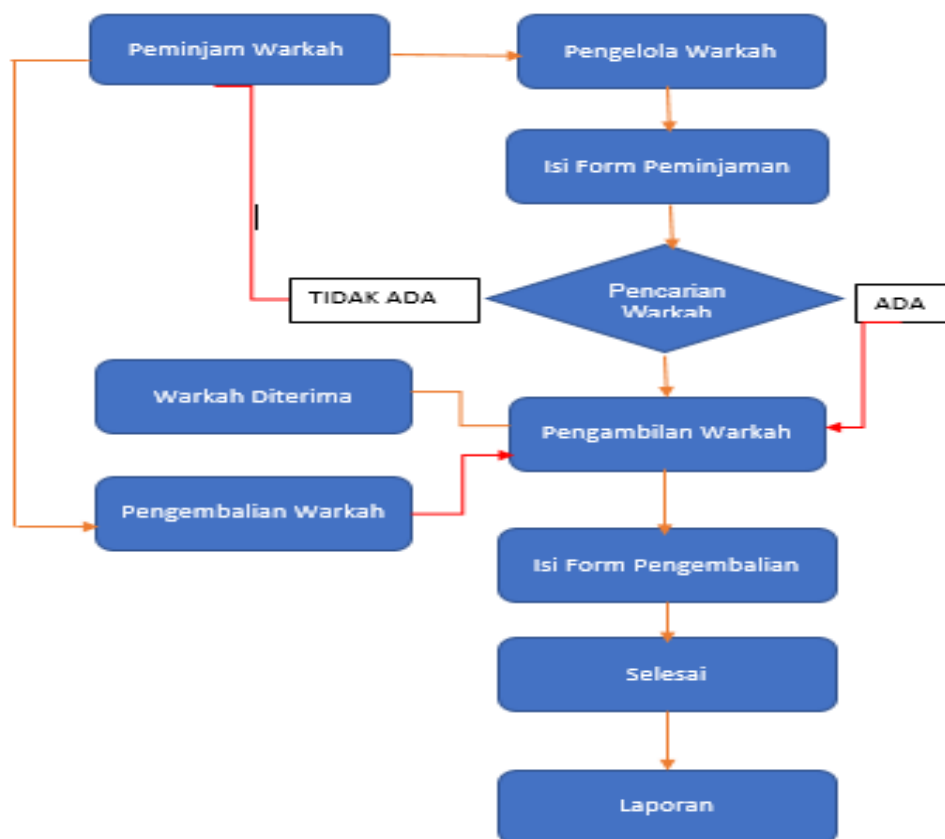 Peminjam Warkah
Pengelola Warkah
Isi Form Peminjaman
Pencarian
Warkah
TIDAK ADA
ADA
Warkah Diterima
Pengambilan Warkah
Pengembalian Warkah
Isi Form Pengembalian
Selesai
Laporan